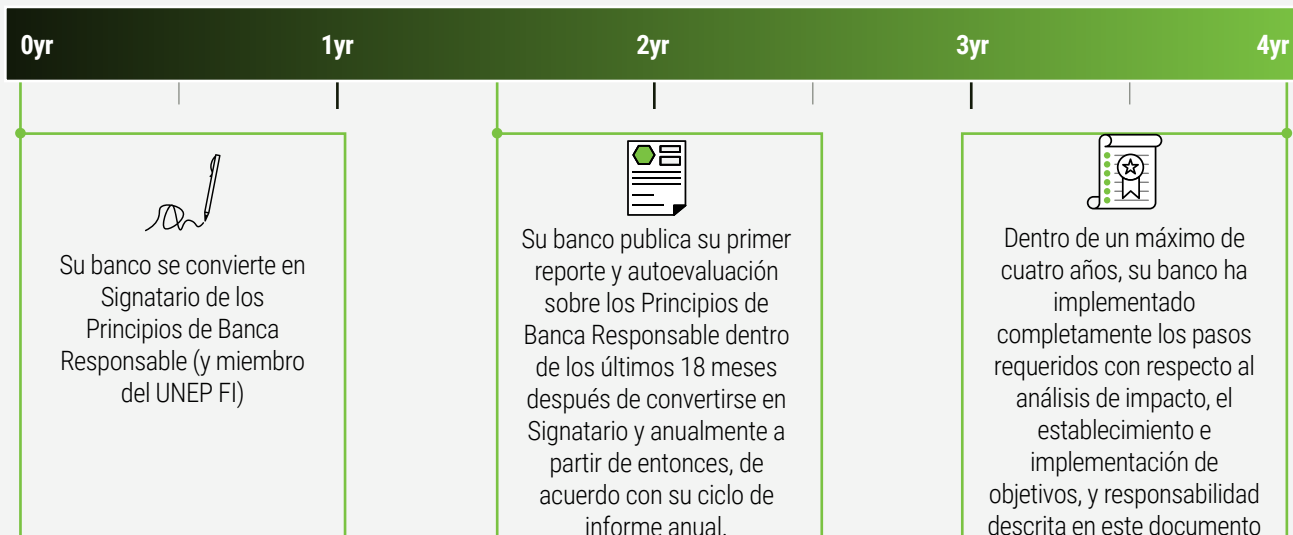 0yr 1yr 2yr 3yr 4yr
Su banco se convierte en
Signatario de los
Principios de Banca
Responsable (y miembro
del UNEP FI)
Su banco publica su primer
reporte y autoevaluación
sobre los Principios de
Banca Responsable dentro
de los últimos 18 meses
después de convertirse en
Signatario y anualmente a
partir de entonces, de
acuerdo con su ciclo de
informe anual.
Dentro de un máximo de
cuatro años, su banco ha
implementado
completamente los pasos
requeridos con respecto al
análisis de impacto, el
establecimiento e
implementación de
objetivos, y responsabilidad
descrita en este documento